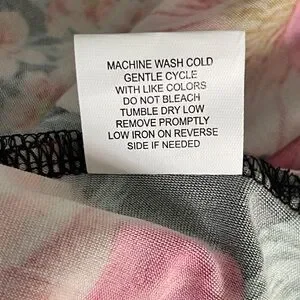 MACHINE WASH COLD
GENTLE CYCLE
WITH LIKE COLORS
DO NOT BLEACH
TUMBLE DRY LOW
REMOVE PROMPTLY
LOW IRON ON REVERSE
SIDE IF NEEDED